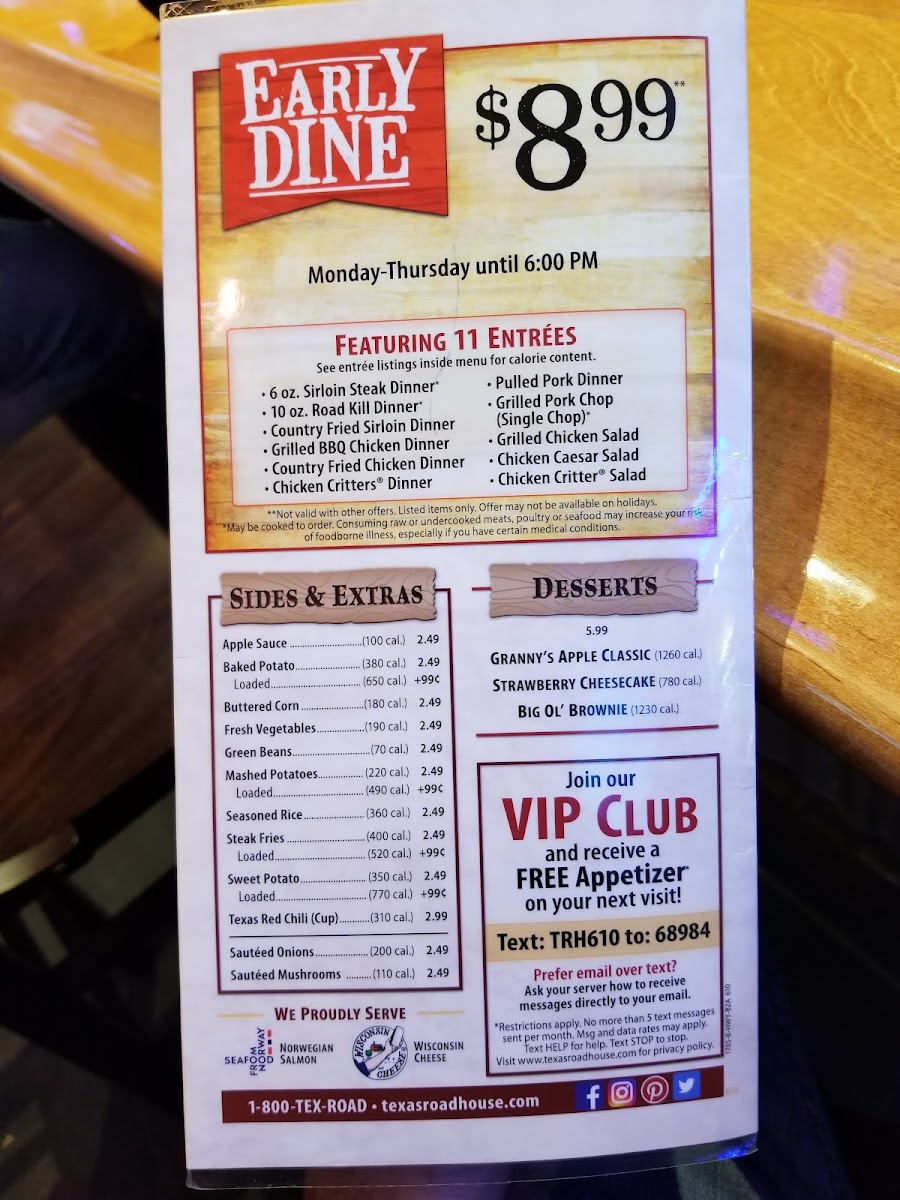 EARLY
DINE
$8.99**
Monday-Thursday until 6:00 PM
FEATURING 11 ENTRÉES
See entrée listings inside menu for calorie content.
• 6 oz. Sirloin Steak Dinner*
• 10 oz. Road Kill Dinner*
• Country Fried Sirloin Dinner
• Grilled BBQ Chicken Dinner
• Country Fried Chicken Dinner
• Chicken Critters® Dinner
• Pulled Pork Dinner
• Grilled Pork Chop
(Single Chop)*
• Grilled Chicken Salad
• Chicken Caesar Salad
• Chicken Critter® Salad
**Not valid with other offers. Listed items only. Offer may not be available on holidays.
*May be cooked to order. Consuming raw or undercooked meats, poultry or seafood may increase your risk
of foodborne illness, especially if you have certain medical conditions.
SIDES & EXTRAS
Apple Sauce ........................(100 cal.) 2.49
Baked Potato.....................(380 cal.) 2.49
Loaded..............................(650 cal.) +99¢
Buttered Corn ..................(180 cal.) 2.49
Fresh Vegetables...............(190 cal.) 2.49
Green Beans.........................(70 cal.) 2.49
Mashed Potatoes...............(220 cal.) 2.49
Loaded..............................(490 cal.) +99¢
Seasoned Rice....................(360 cal.) 2.49
Steak Fries ..........................(400 cal.) 2.49
Loaded..............................(520 cal.) +99¢
Sweet Potato......................(350 cal.) 2.49
Loaded..............................(770 cal.) +99¢
Texas Red Chili (Cup)..........(310 cal.) 2.99
Sautéed Onions..................(200 cal.) 2.49
Sautéed Mushrooms .........(110 cal.) 2.49
WE PROUDLY SERVE
SEAFOOD
FROM
NORWAY
NORWEGIAN
SALMON
WISCONSIN
CHEESE
WISCONSIN
CHEESE
DESSERTS
5.99
GRANNY'S APPLE CLASSIC (1260 cal.)
STRAWBERRY CHEESECAKE (780 cal.)
BIG OL' BROWNIE (1230 cal.)
Join our
VIP CLUB
and receive a
FREE Appetizer*
on your next visit!
Text: TRH610 to: 68984
Prefer email over text?
Ask your server how to receive
messages directly to your email.
*Restrictions apply. No more than 5 text messages
sent per month. Msg and data rates may apply.
Text HELP for help. Text STOP to stop.
Visit www.texasroadhouse.com for privacy policy.
1705-B-HWY-B2A 610
1-800-TEX-ROAD • texasroadhouse.com